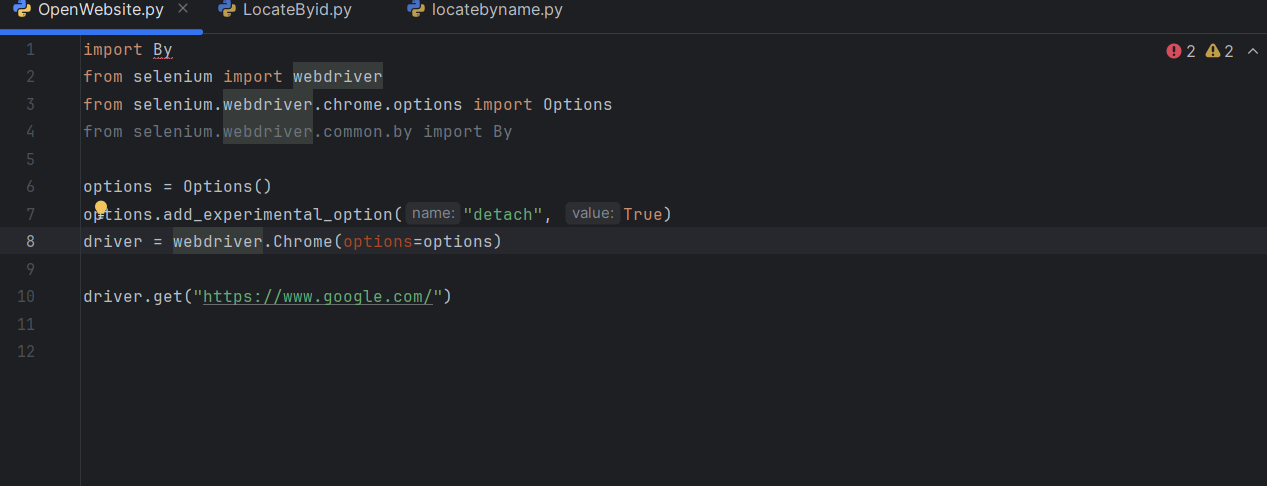 OpenWebsite.py LocateByid.py locatebyname.py
1 import By 2 2
2 from selenium import webdriver
3 from selenium.webdriver.chrome.options import Options
4 from selenium.webdriver.common.by import By
5
6 options = Options()
7 options.add_experimental_option( name: "detach", value: True)
8 driver = webdriver.Chrome(options=options)
9
10 driver.get("https://www.google.com/")
11
12